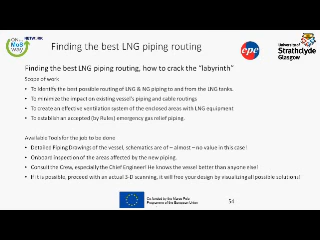 ON
MoS
WAY
NETWORK
Finding the best LNG piping routing
epe
University of
Strathclyde
Glasgow
Finding the best LNG piping routing, how to crack the "labyrinth"
Scope of work
• To Identify the best possible routing of LNG & NG piping to and from the LNG tanks.
• To minimize the impact on existing vessel's piping and cable routings
• To create an effective ventilation system of the enclosed areas with LNG equipment
• To establish an accepted (by Rules) emergency gas relief piping.
Available Tools for the job to be done
• Detailed Piping Drawings of the vessel, schematics are of – almost – no value in this case!
• Onboard inspection of the areas affected by the new piping.
• Consult the Crew, especially the Chief Engineer! He knows the vessel better than anyone else!
• If it is possible, proceed with an actual 3-D scanning, it will free your design by visualizing all possible solutions!
Co-funded by the Marco Polo
Programme of the European Union
54